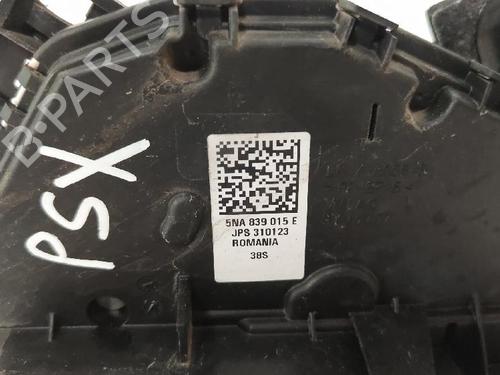 B-PARTS
PSX
5NA 839 015 E
JPS 310123
ROMANIA
38S